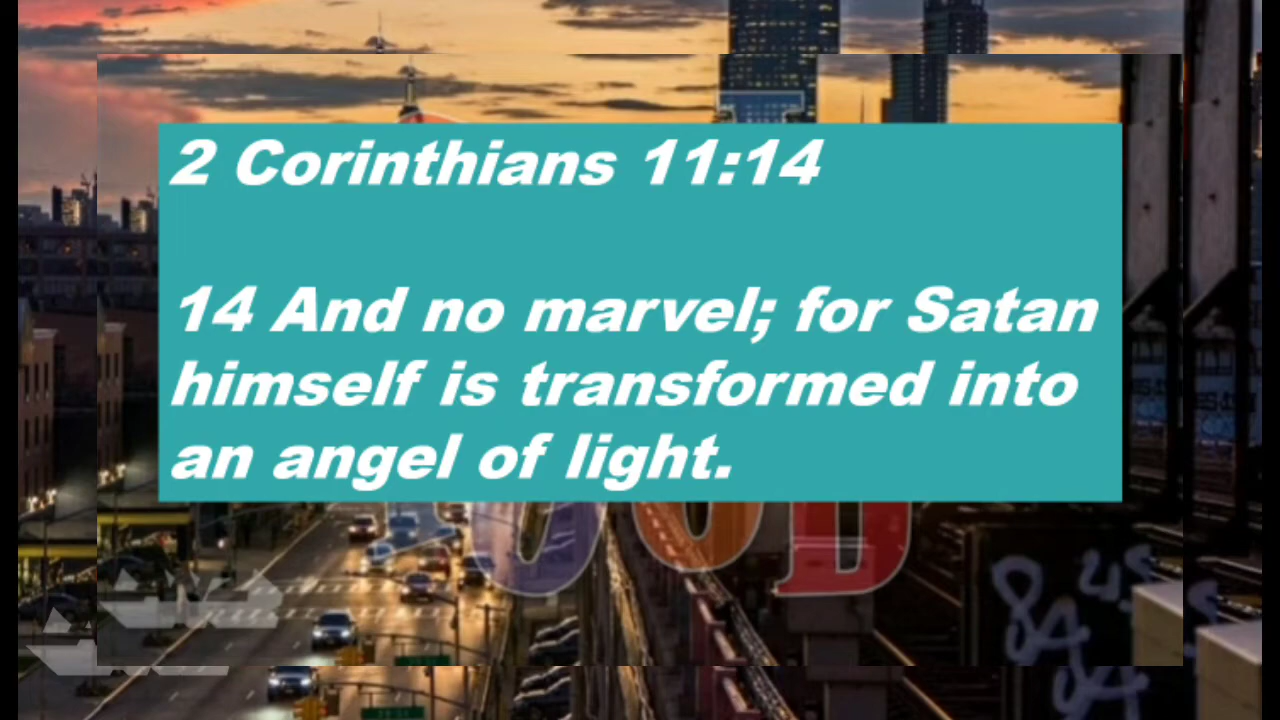 2 Corinthians 11:14
14 And no marvel; for Satan
himself is transformed into
an angel of light.